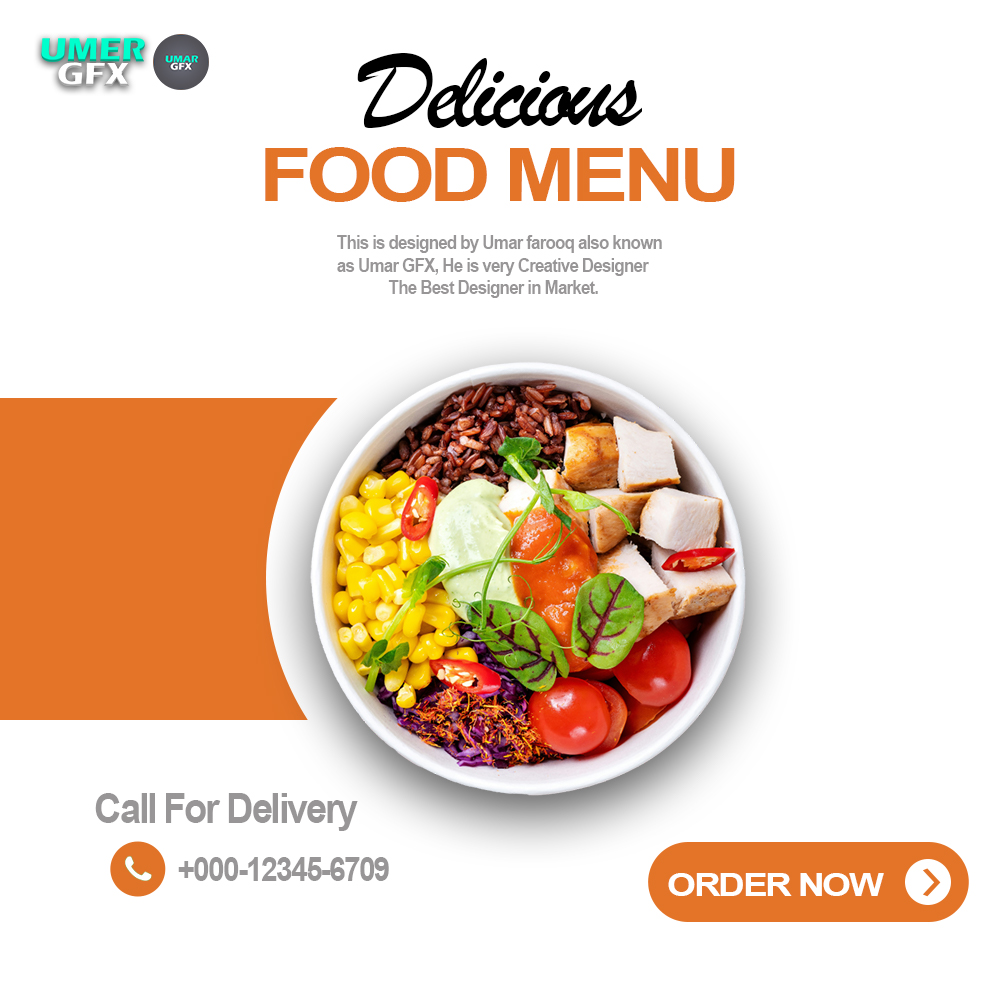 UMER
GFX
UMAR
GFX
Delicious
FOOD MENU
This is designed by Umar farooq also known
as Umar GFX, He is very Creative Designer
The Best Designer in Market.
Call For Delivery
+000-12345-6709
ORDER NOW